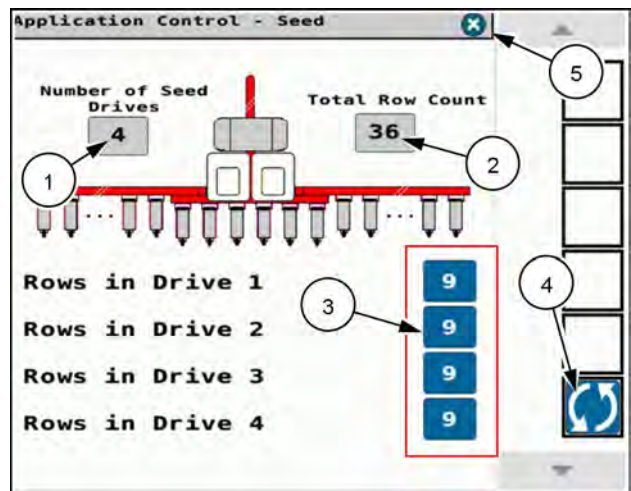 Application Control - Seed
5
Number of Seed
Drives
Total Row Count
4
36
1
2
...
...
Rows in Drive 1
9
3
4
Rows in Drive 2
9
Rows in Drive 3
9
Rows in Drive 4
9